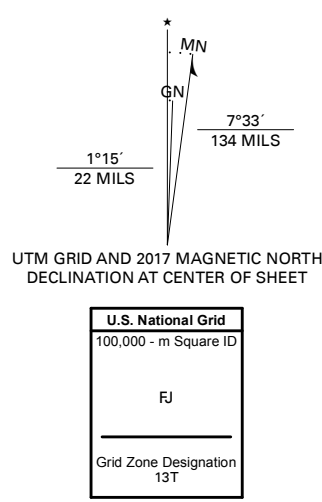 ★
MN
GN
7°33´
134 MILS
1°15´
22 MILS
UTM GRID AND 2017 MAGNETIC NORTH
DECLINATION AT CENTER OF SHEET
U.S. National Grid
100,000 - m Square ID
FJ
Grid Zone Designation
13T